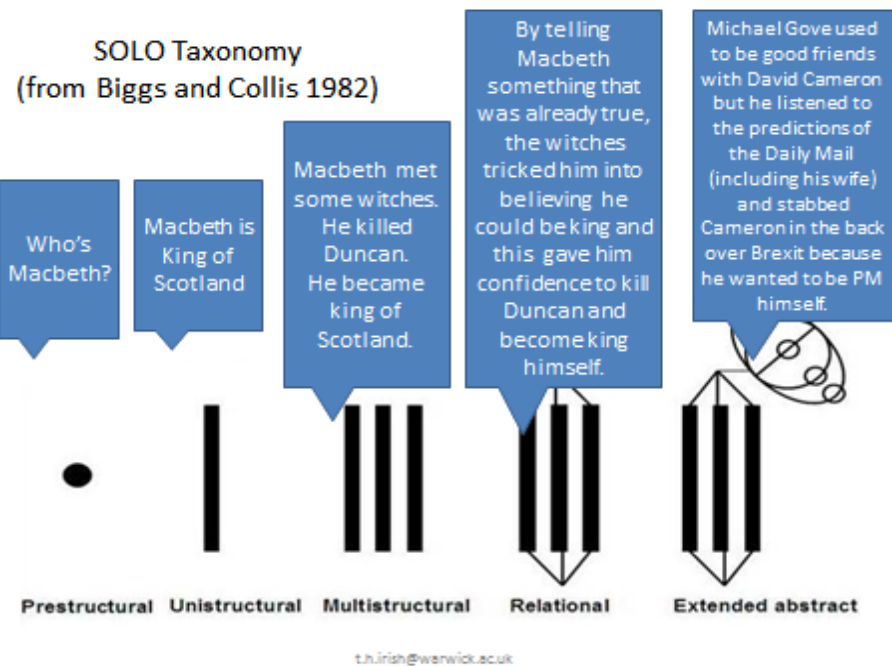 SOLO Taxonomy
(from Biggs and Collis 1982)
Who's
Macbeth?
Macbeth is
King of
Scotland
Macbeth met
some witches.
He killed
Duncan.
He became
king of
Scotland.
By telling
Macbeth
something that
was already true,
the witches
tricked him into
believing he
could be king and
this gave him
confidence to kill
Duncan and
become king
himself.
Michael Gove used
to be good friends
with David Cameron
but he listened to
the predictions of
the Daily Mail
(including his wife)
and stabbed
Cameron in the back
over Brexit because
he wanted to be PM
himself.
Prestructural Unistructural Multistructural Relational Extended abstract
t.h.irish@warwick.ac.uk